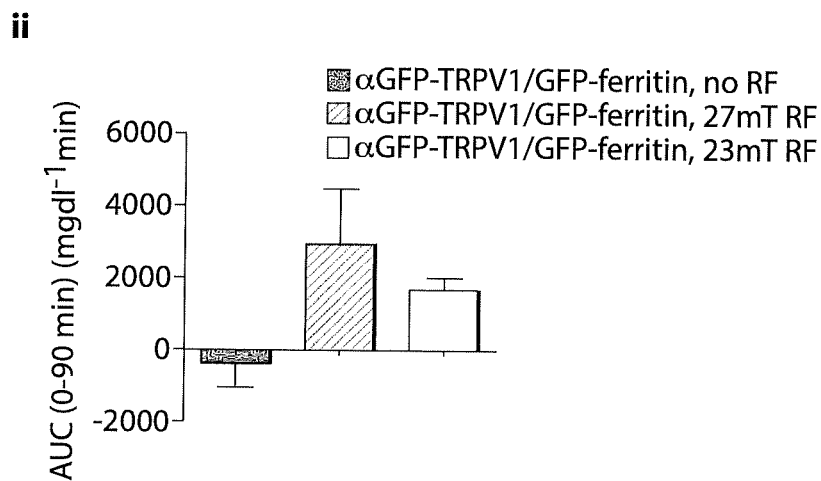 ii
αGFP-TRPV1/GFP-ferritin, no RF
αGFP-TRPV1/GFP-ferritin, 27mT RF
αGFP-TRPV1/GFP-ferritin, 23mT RF
AUC (0-90 min) (mgdl⁻¹min)
6000
4000
2000
0
-2000